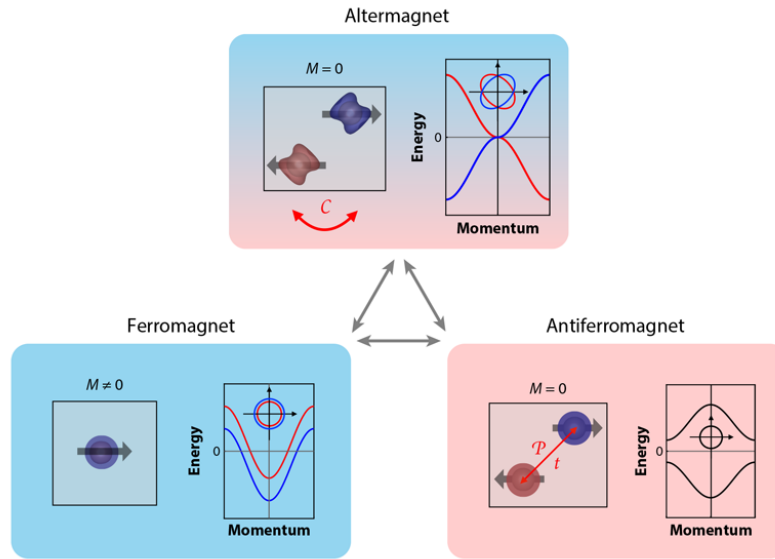 Altermagnet
M = 0
C
Energy
0
Momentum
Ferromagnet
M ≠ 0
Energy
0
Momentum
Antiferromagnet
M = 0
P
t
Energy
0
Momentum